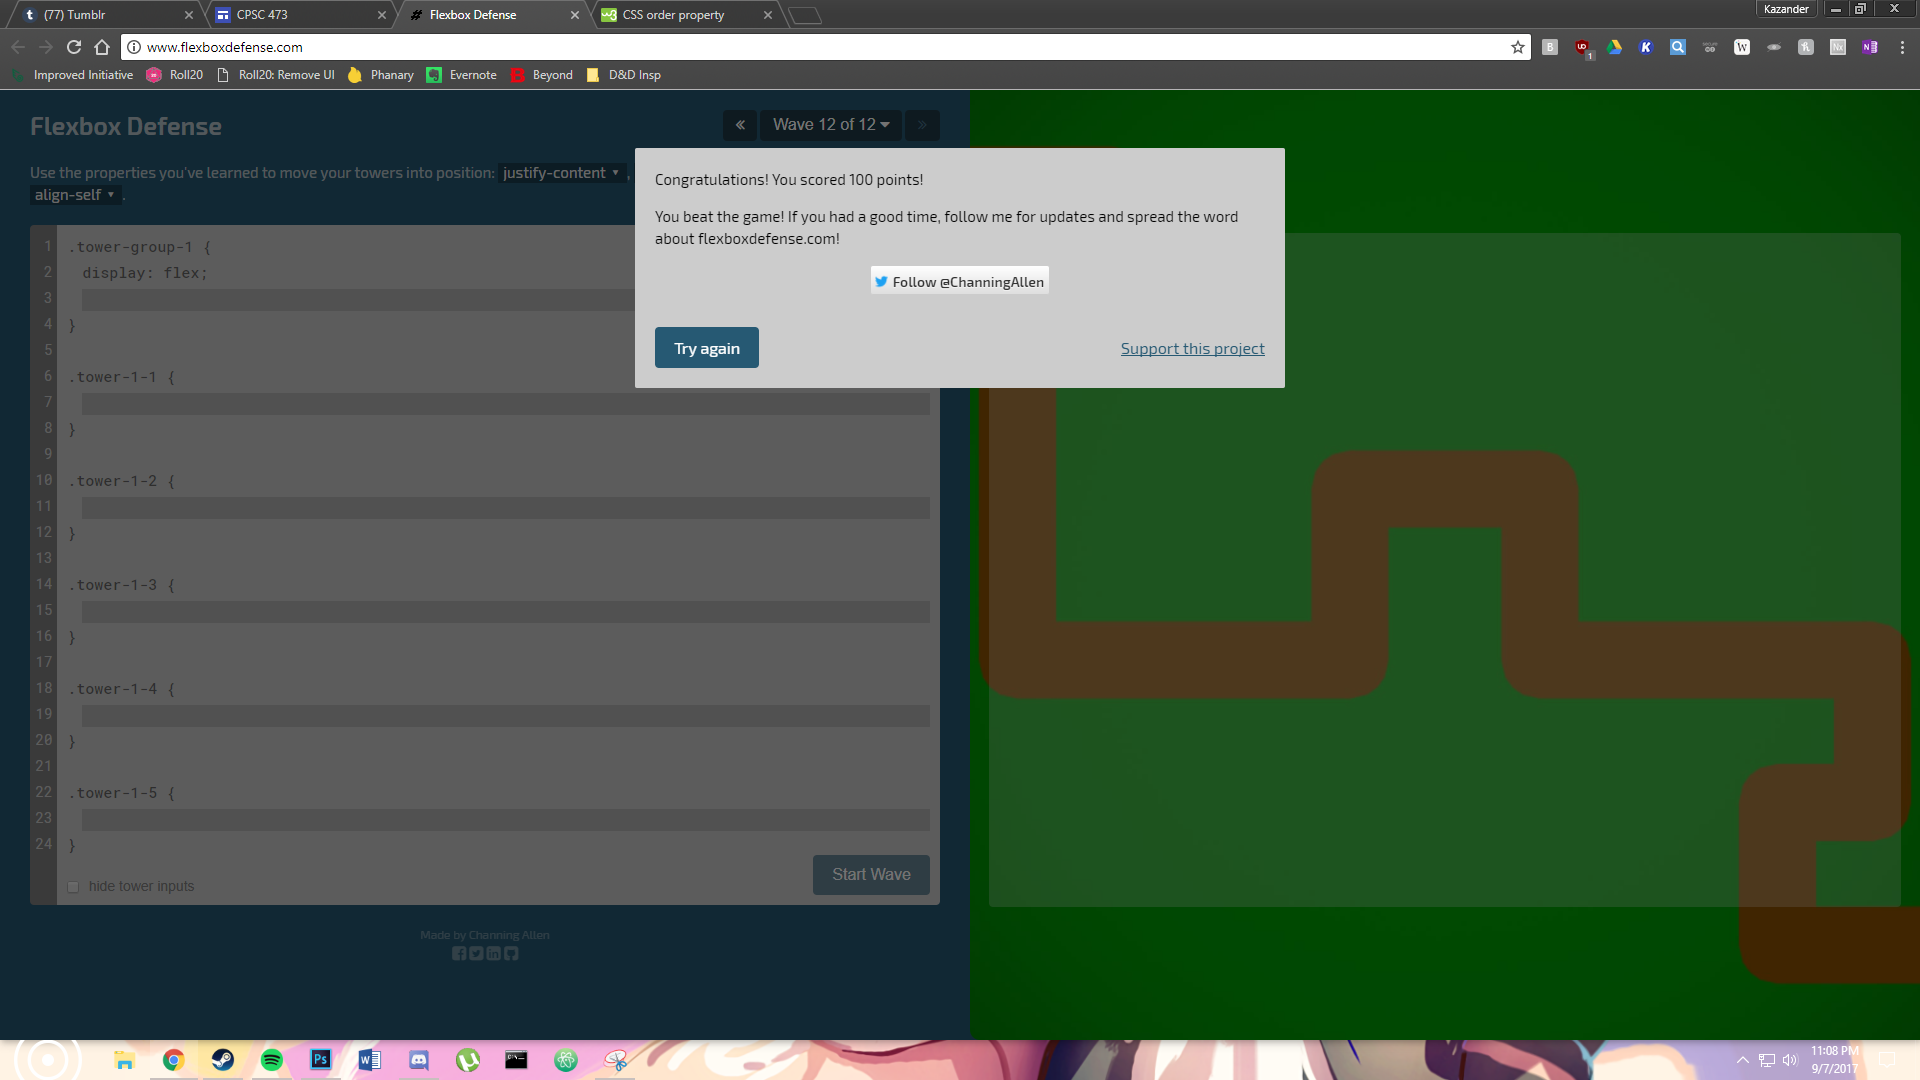 (77) Tumblr
CPSC 473
Flexbox Defense
CSS order property
Kazander
www.flexboxdefense.com
Improved Initiative
Roll20
Roll20: Remove UI
Phanary
Evernote
Beyond
D&D Insp
Flexbox Defense
« Wave 12 of 12 »
Use the properties you've learned to move your towers into position: justify-content ,
align-self .
1 .tower-group-1 {
2 display: flex;
3
4 }
5
6 .tower-1-1 {
7
8 }
9
10 .tower-1-2 {
11
12 }
13
14 .tower-1-3 {
15
16 }
17
18 .tower-1-4 {
19
20 }
21
22 .tower-1-5 {
23
24 }
hide tower inputs
Start Wave
Made by Channing Allen
Congratulations! You scored 100 points!
You beat the game! If you had a good time, follow me for updates and spread the word
about flexboxdefense.com!
Follow @ChanningAllen
Try again
Support this project
11:08 PM
9/7/2017